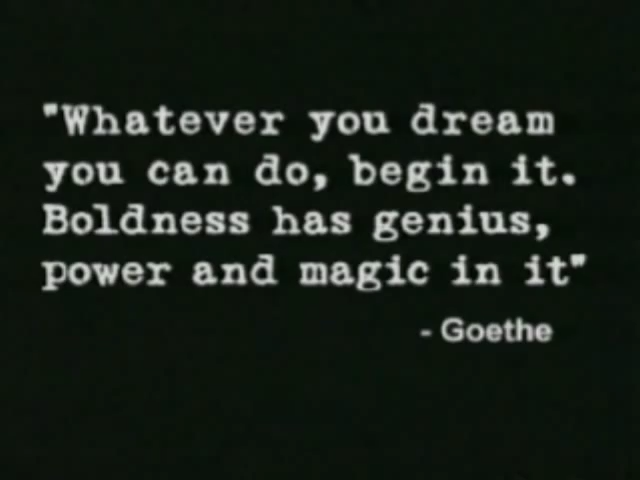 "Whatever you dream
you can do, begin it.
Boldness has genius,
power and magic in it"
- Goethe